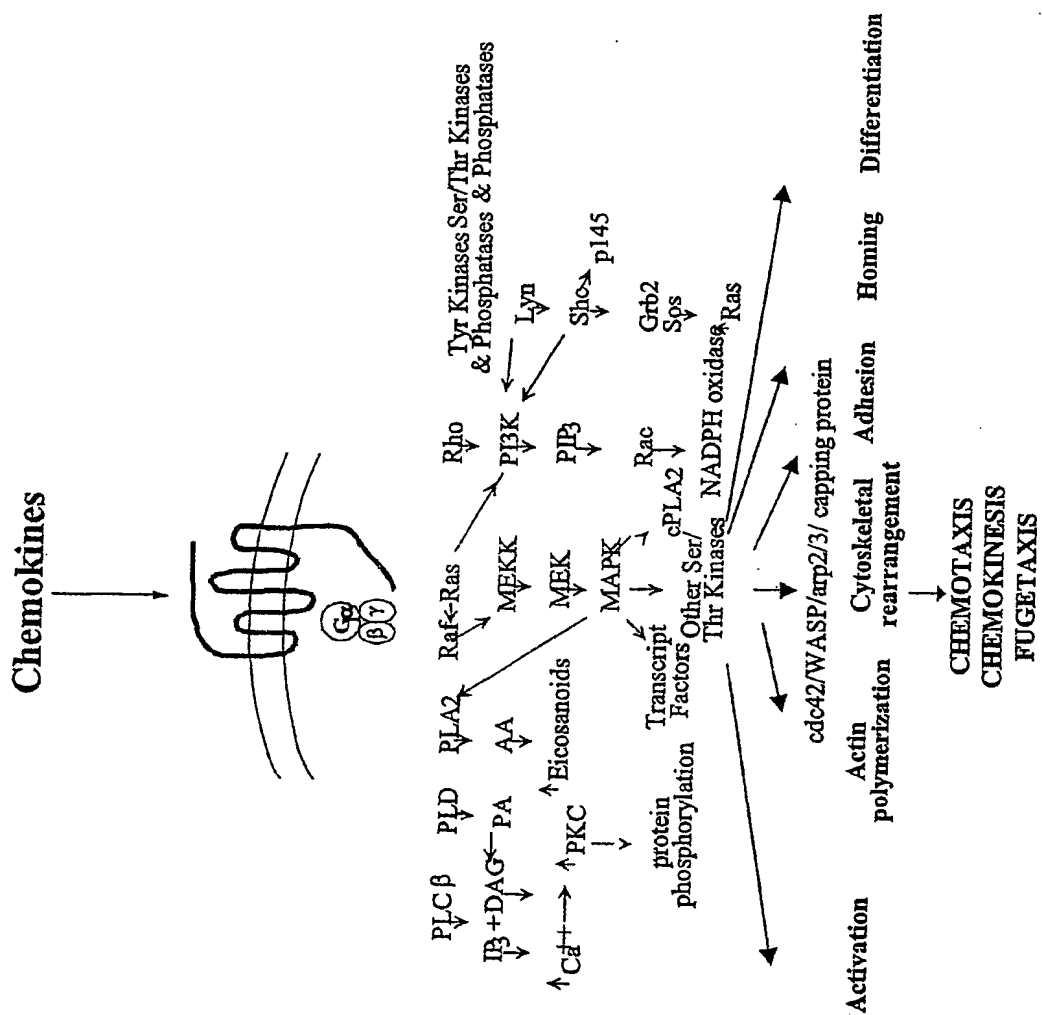 Chemokines
Gα
β γ
PLC β
PLD
PLA2
Raf
Ras
Rho
Tyr Kinases
& Phosphatases
Ser/Thr Kinases
& Phosphatases
IP3 + DAG
PA
AA
MEKK
PI3K
Lyn
Ca++
PKC
Eicosanoids
MEK
PIP3
Shc
p145
protein
phosphorylation
Transcript
Factors
MAPK
Other Ser/
Thr Kinases
cPLA2
Rac
NADPH oxidase
Grb2
Sos
Ras
cdc42/WASP/arp2/3/ capping protein
Activation
Actin
polymerization
Cytoskeletal
rearrangement
Adhesion
Homing
Differentiation
CHEMOTAXIS
CHEMOKINESIS
FUGETAXIS